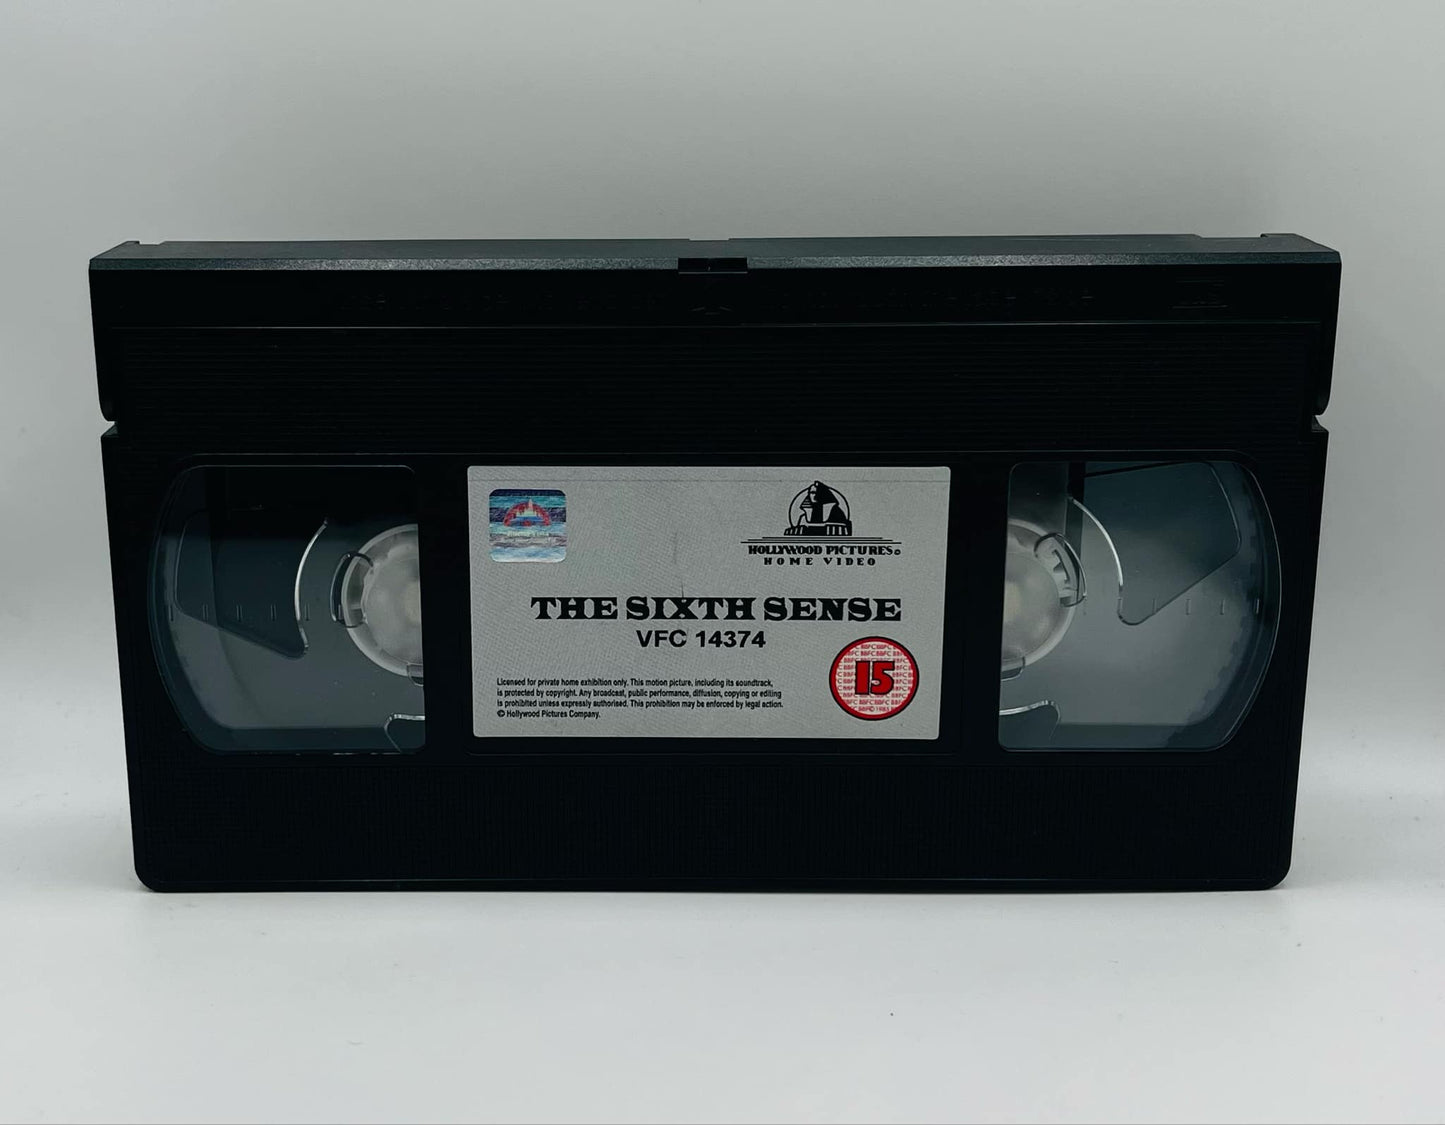 HOLLYWOOD PICTURES
HOME VIDEO
THE SIXTH SENSE
VFC 14374
15
Licensed for private home exhibition only. This motion picture, including its soundtrack,
is protected by copyright. Any broadcast, public performance, diffusion, copying or editing
is prohibited unless expressly authorised. This prohibition may be enforced by legal action.
© Hollywood Pictures Company.